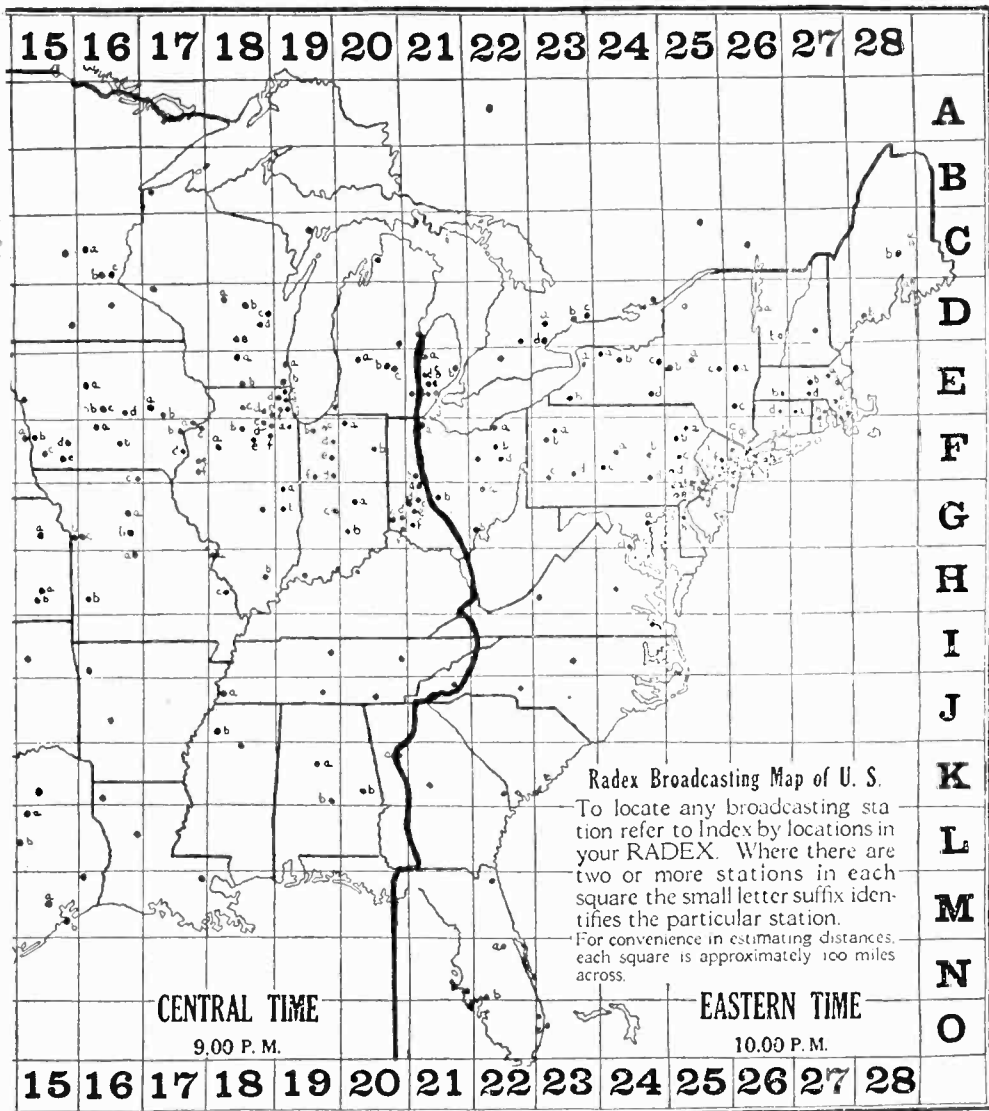 15 16 17 18 19 20 21 22 23 24 25 26 27 28
A
B
C
D
E
F
G
H
I
J
K
L
M
N
O
Radex Broadcasting Map of U. S.
To locate any broadcasting sta
tion refer to Index by locations in
your RADEX. Where there are
two or more stations in each
square the small letter suffix iden-
tifies the particular station.
For convenience in estimating distances,
each square is approximately 100 miles
across.
CENTRAL TIME
9.00 P. M.
EASTERN TIME
10.00 P.M.
15 16 17 18 19 20 21 22 23 24 25 26 27 28